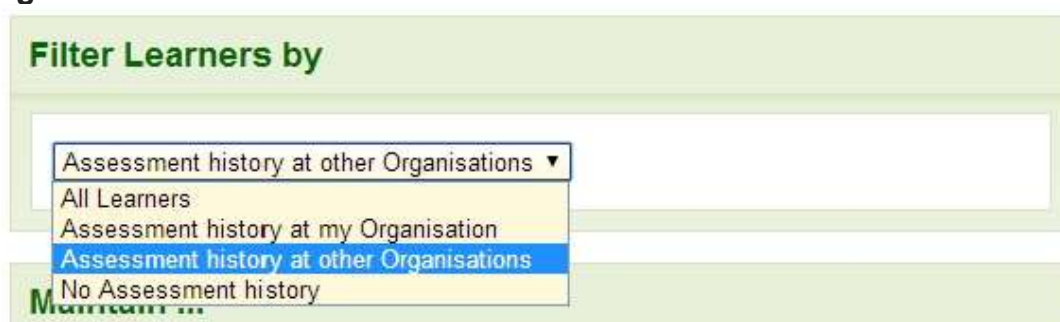 Filter Learners by
Assessment history at other Organisations
All Learners
Assessment history at my Organisation
Assessment history at other Organisations
No Assessment history